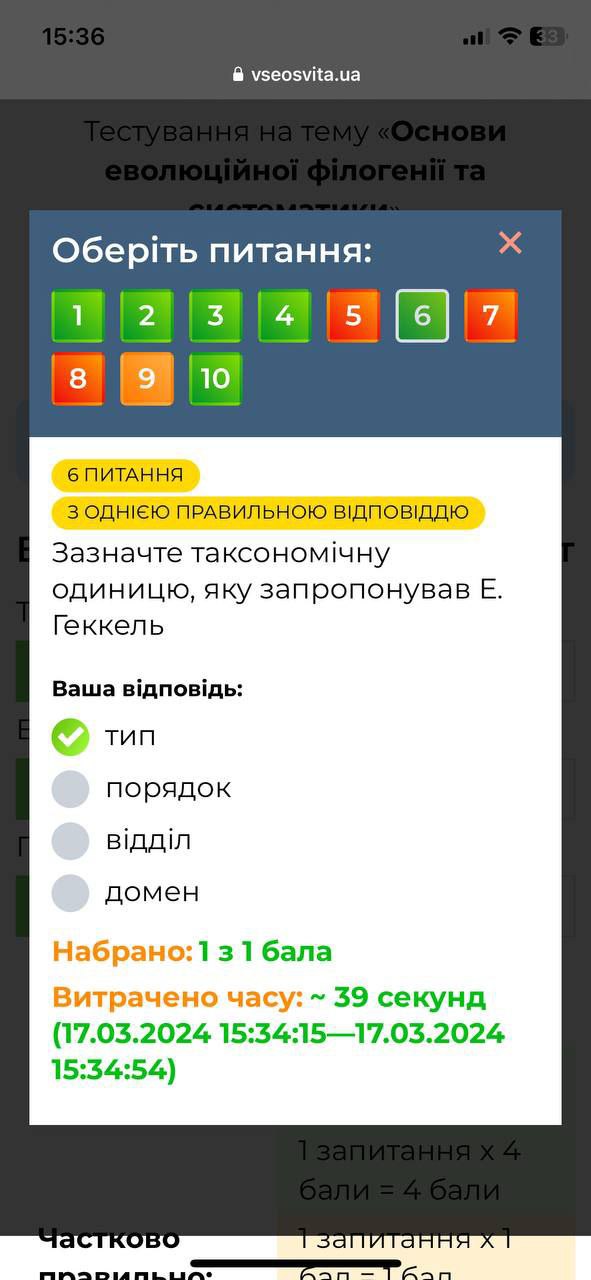 15:36
33
vseosvita.ua
Тестування на тему «Основи
еволюційної філогенії та
систематики»
Оберіть питання:
1 2 3 4 5 6 7
8 9 10
6 ПИТАННЯ
З ОДНІЄЮ ПРАВИЛЬНОЮ ВІДПОВІДДЮ
Зазначте таксономічну
одиницю, яку запропонував Е.
Геккель
Ваша відповідь:
тип
порядок
відділ
домен
Набрано: 1 з 1 бала
Витрачено часу: ~ 39 секунд
(17.03.2024 15:34:15—17.03.2024
15:34:54)
1 запитання x 4
бали = 4 бали
Частково 1 запитання x 1
правильно: бал = 1 бал